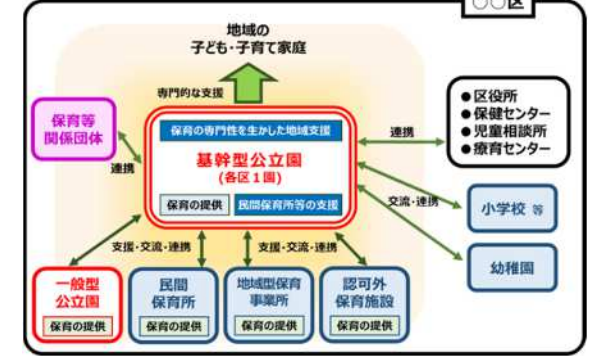 ○○区
地域の
子ども・子育て家庭
専門的な支援
保育等
関係団体
連携
保育の専門性を生かした地域支援
基幹型公立園
(各区1園)
保育の提供
民間保育所等の支援
連携
●区役所
●保健センター
●児童相談所
●療育センター
交流・連携
小学校 等
幼稚園
支援・交流・連携
支援・交流・連携
一般型
公立園
保育の提供
民間
保育所
保育の提供
地域型保育
事業所
保育の提供
認可外
保育施設
保育の提供